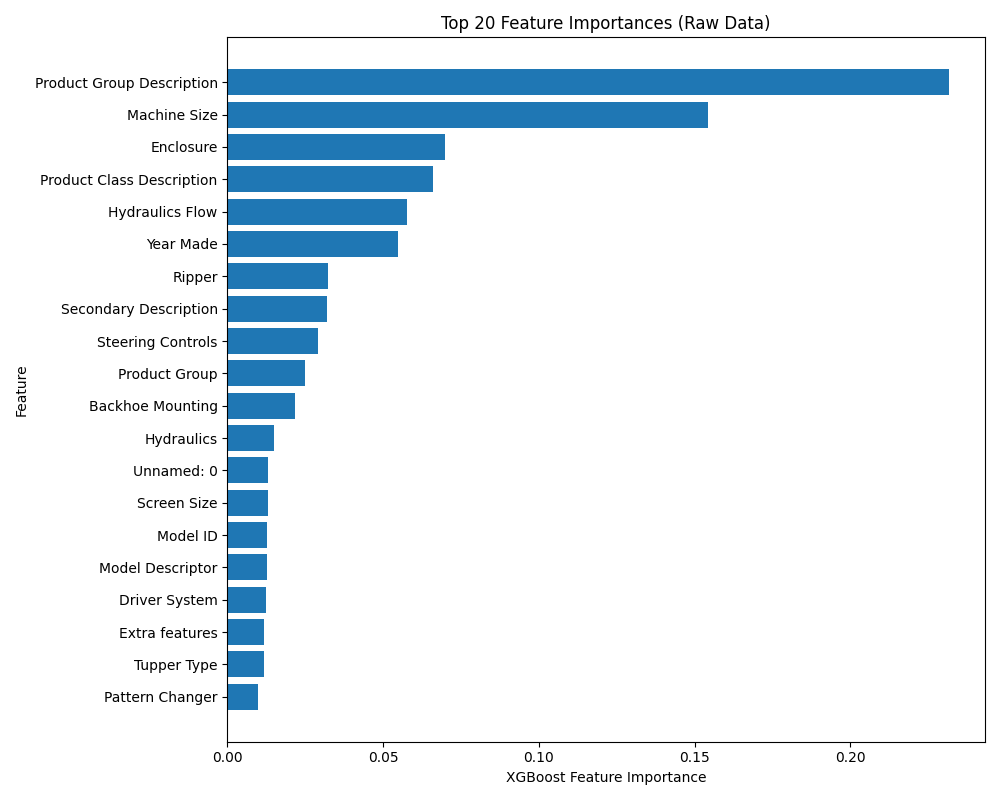 Top 20 Feature Importances (Raw Data)
Product Group Description
Machine Size
Enclosure
Product Class Description
Hydraulics Flow
Year Made
Ripper
Secondary Description
Steering Controls
Product Group
Backhoe Mounting
Hydraulics
Unnamed: 0
Screen Size
Model ID
Model Descriptor
Driver System
Extra features
Tupper Type
Pattern Changer
Feature
0.00 0.05 0.10 0.15 0.20
XGBoost Feature Importance